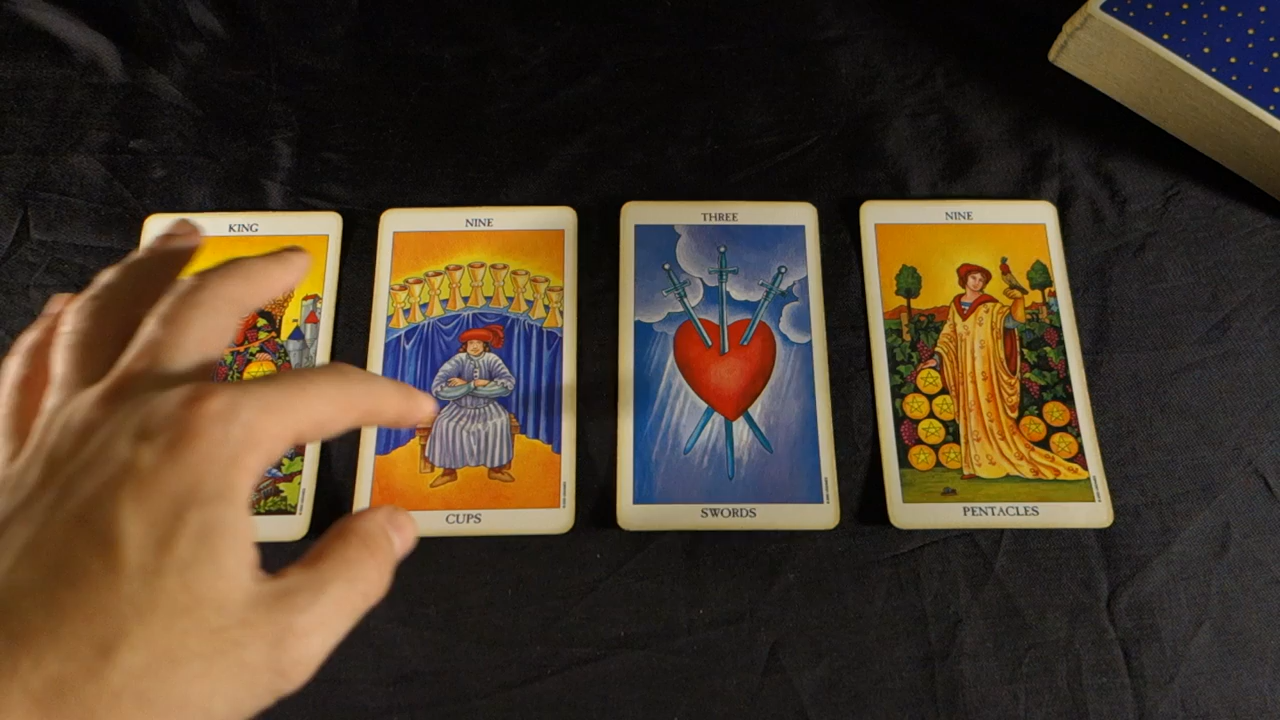 KING
NINE
CUPS
THREE
SWORDS
NINE
PENTACLES